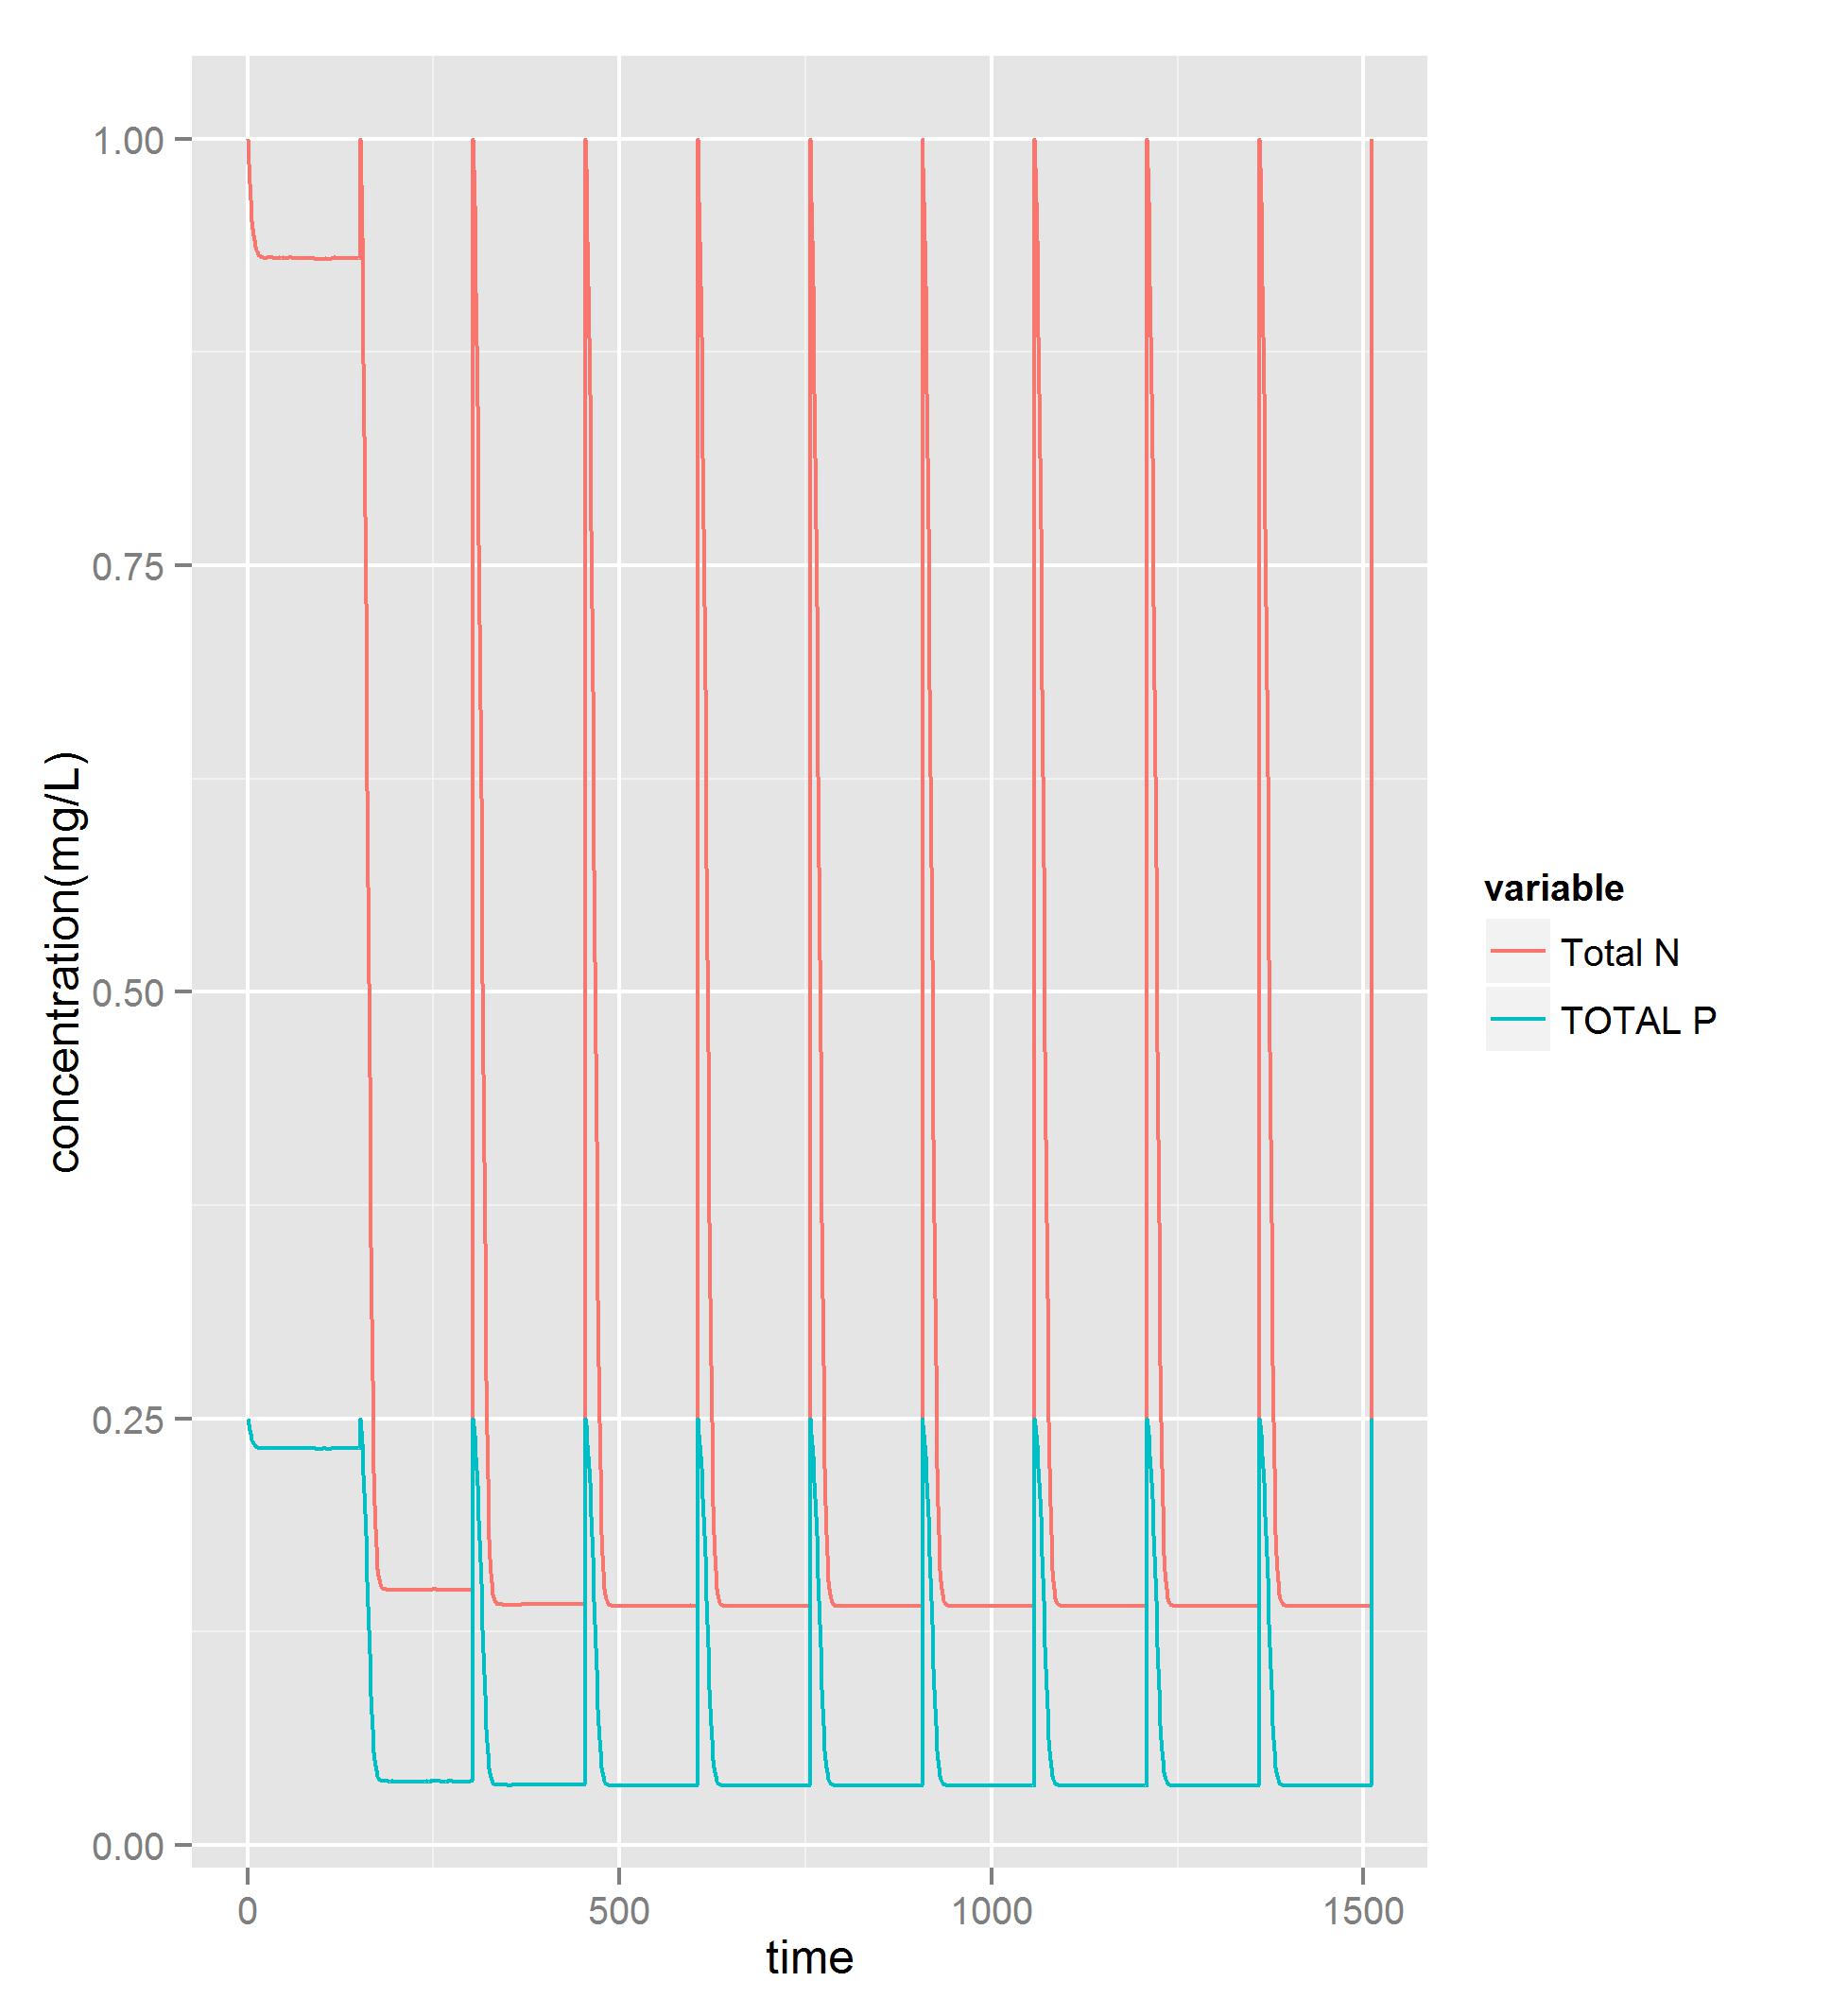 1.00
0.75
0.50
0.25
0.00
concentration(mg/L)
0 500 1000 1500
time
variable
Total N
TOTAL P